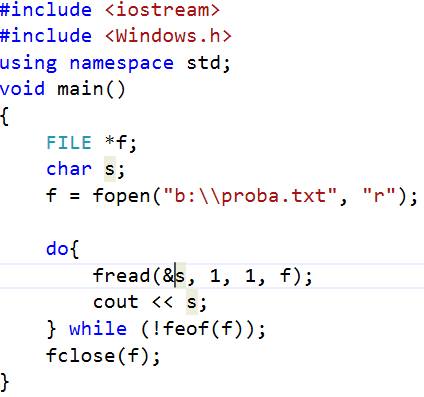 #include <iostream>
#include <Windows.h>
using namespace std;
void main()
{
    FILE *f;
    char s;
    f = fopen("b:\\proba.txt", "r");

    do{
        fread(&s, 1, 1, f);
        cout << s;
    } while (!feof(f));
    fclose(f);
}